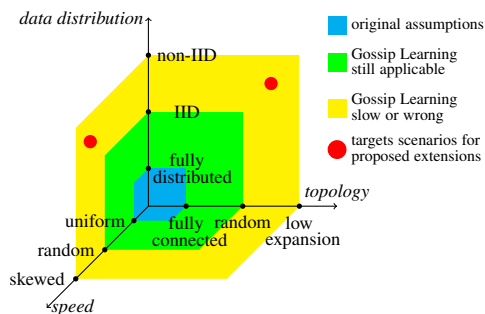 data distribution
original assumptions
non-IID
Gossip Learning
still applicable
IID
Gossip Learning
slow or wrong
fully
distributed
targets scenarios for
proposed extensions
topology
uniform
fully
connected
random
low
expansion
random
skewed
speed